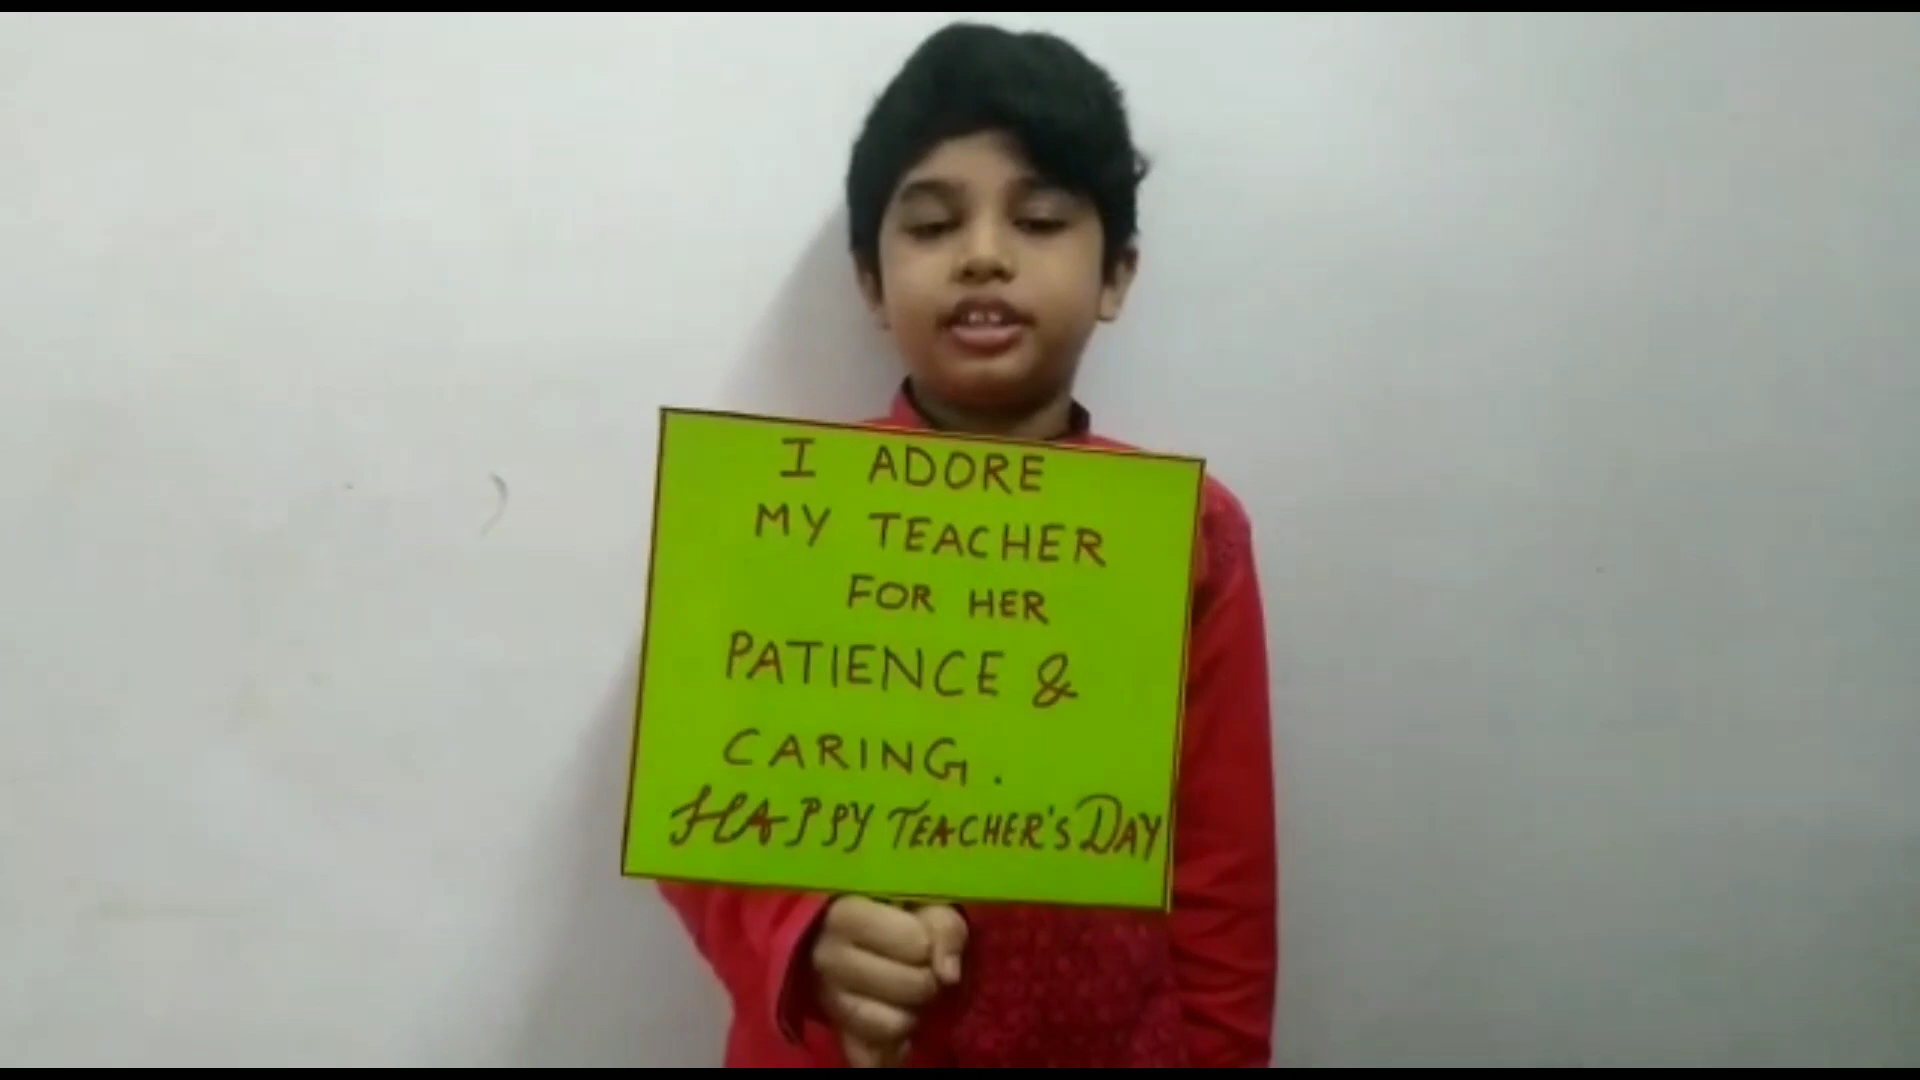 I ADORE
MY TEACHER
FOR HER
PATIENCE &
CARING.
HAPPY TEACHER'S DAY